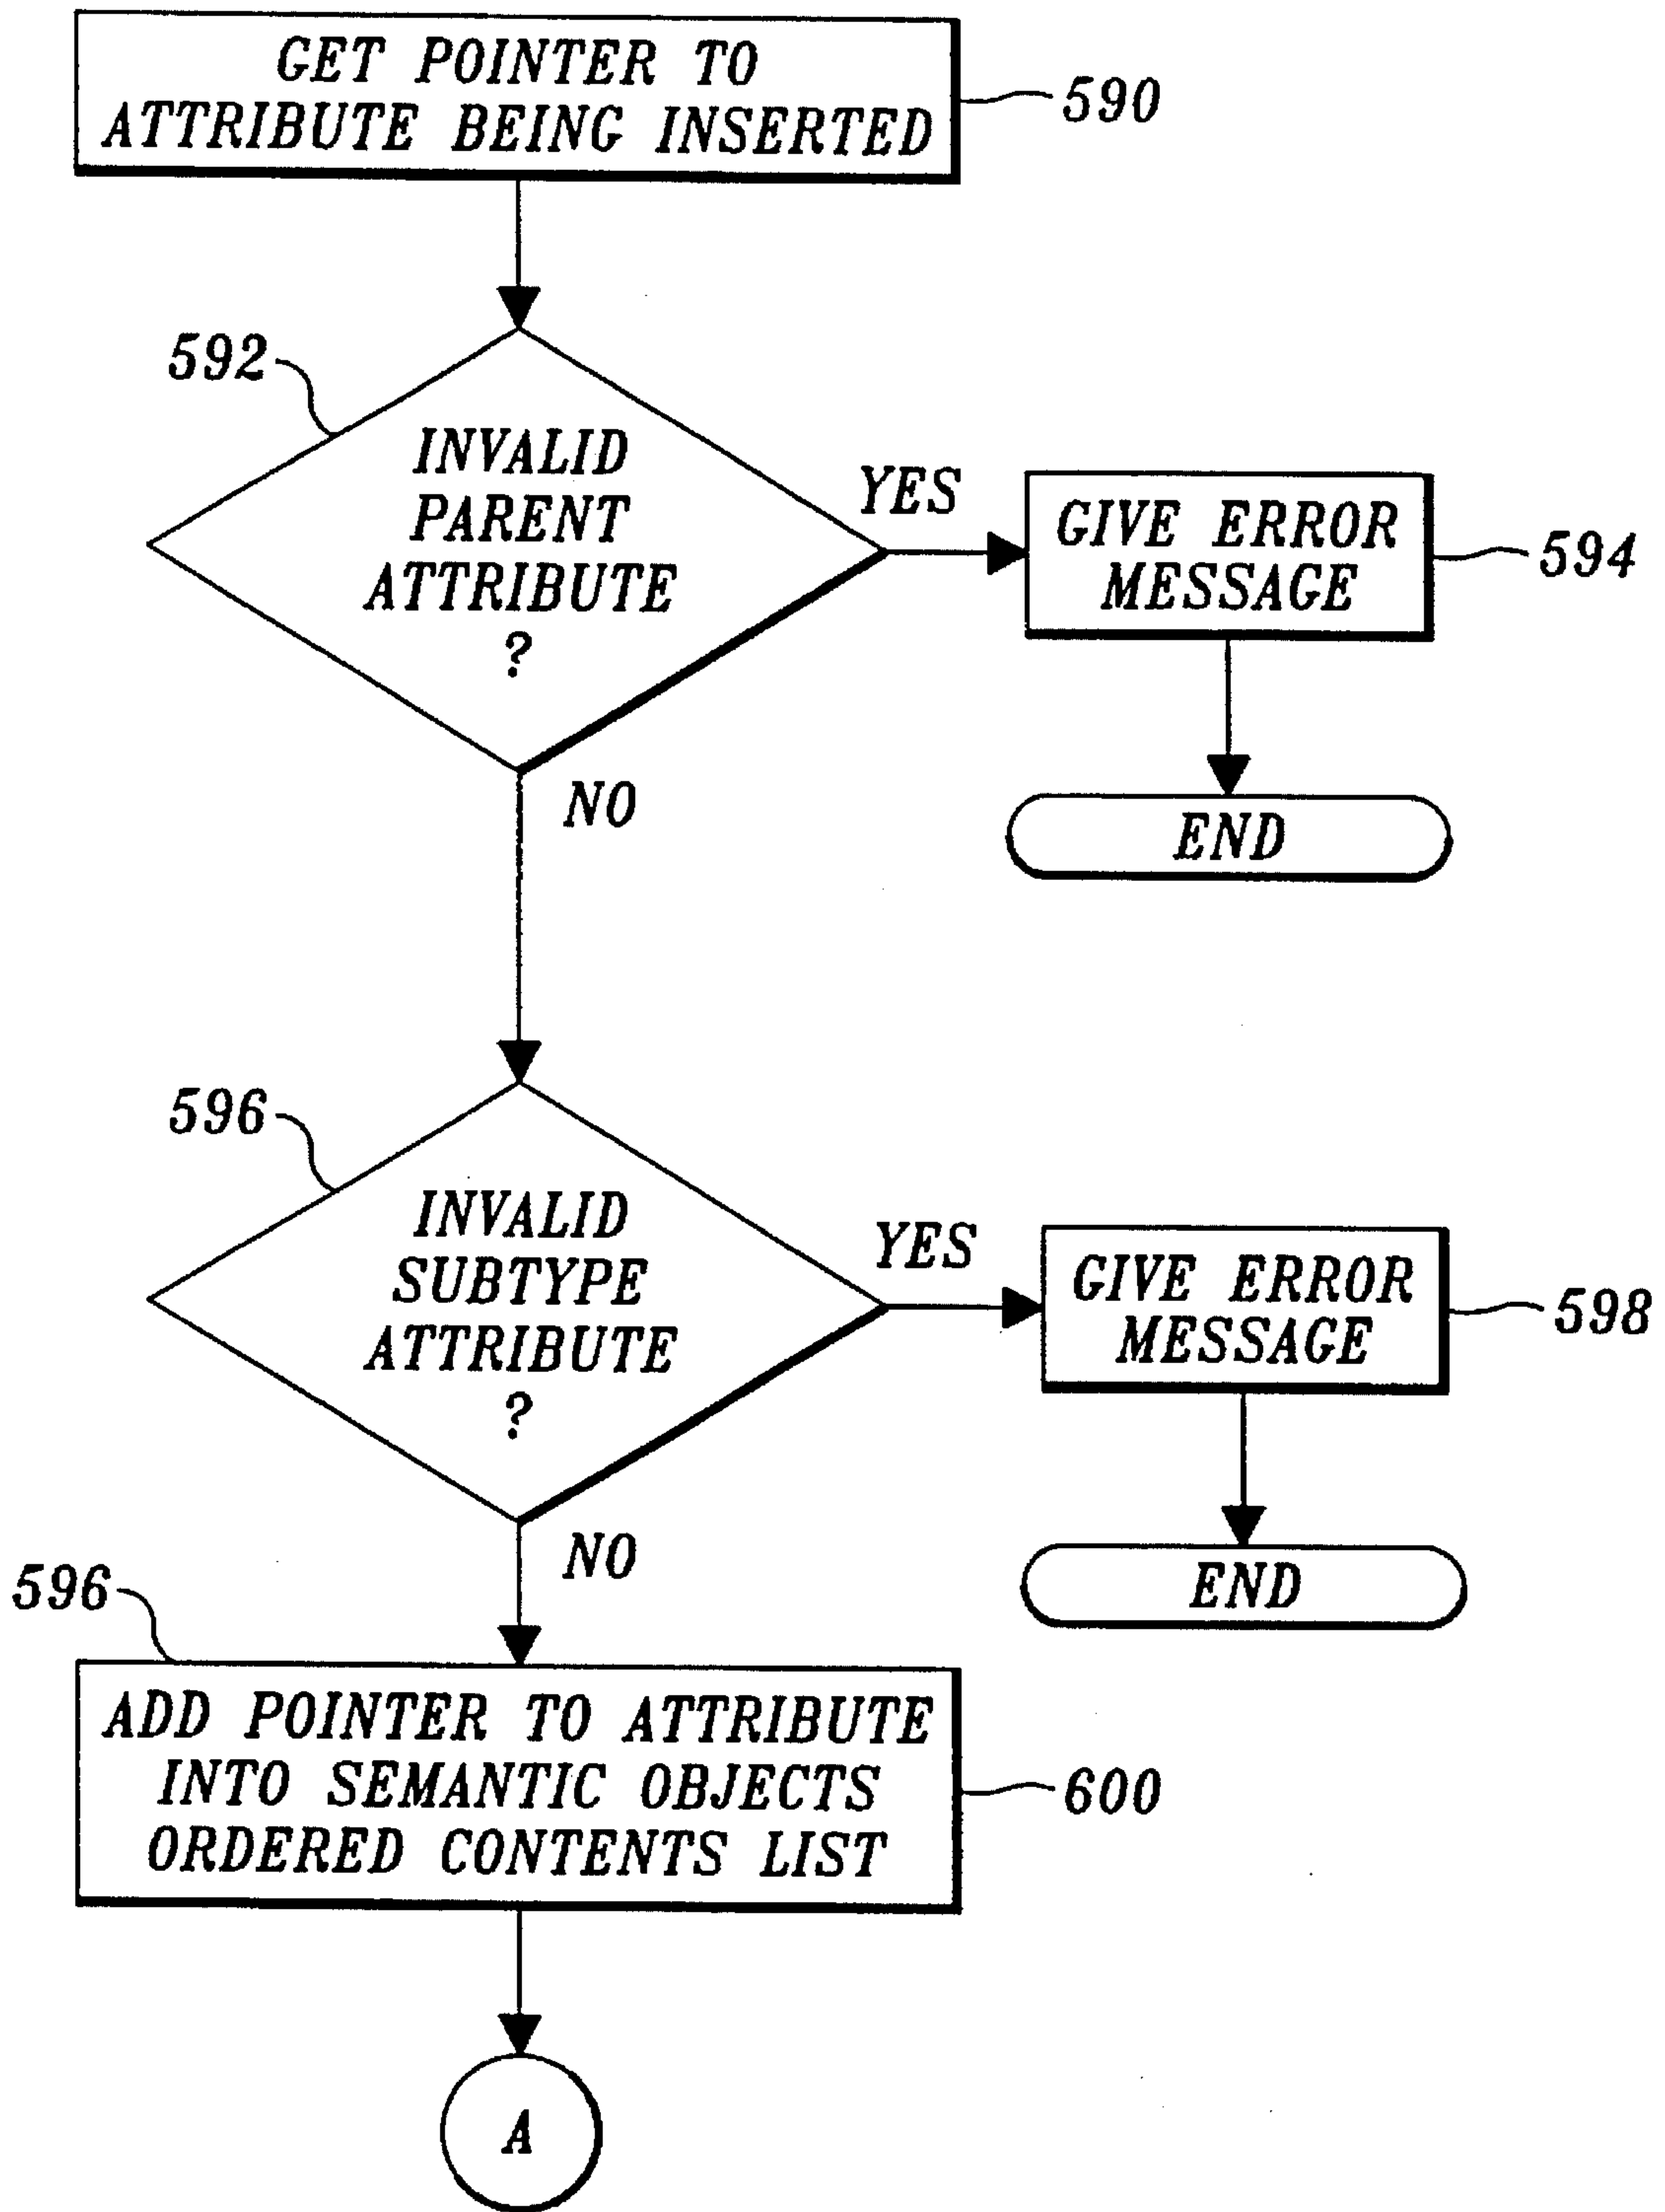 GET POINTER TO
ATTRIBUTE BEING INSERTED
590
592
INVALID
PARENT
ATTRIBUTE
?
YES
GIVE ERROR
MESSAGE
594
END
NO
596
INVALID
SUBTYPE
ATTRIBUTE
?
YES
GIVE ERROR
MESSAGE
598
END
NO
596
ADD POINTER TO ATTRIBUTE
INTO SEMANTIC OBJECTS
ORDERED CONTENTS LIST
600
A